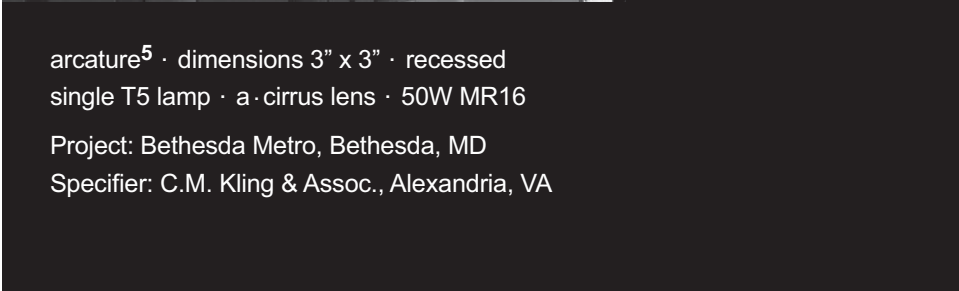 arcature⁵ · dimensions 3” x 3” · recessed
single T5 lamp · a·cirrus lens · 50W MR16
Project: Bethesda Metro, Bethesda, MD
Specifier: C.M. Kling & Assoc., Alexandria, VA